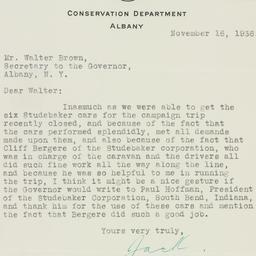 CONSERVATION DEPARTMENT
ALBANY
November 16, 1936
Mr. Walter Brown,
Secretary to the Governor,
Albany, N. Y.
Dear Walter:
Inasmuch as we were able to get the
six Studebaker cars for the campaign trip
recently closed, and because of the fact that
the cars performed splendidly, met all demands
made upon them, and also because of the fact that
Cliff Bergere of the Studebaker corporation, who
was in charge of the caravan and the drivers all
did such fine work all the way along the line,
and because he was so helpful to me in running
the trip, I think it might be a nice gesture if
the Governor would write to Paul Hoffman, President
of the Studebaker Corporation, South Bend, Indiana,
and thank him for the use of these cars and mention
the fact that Bergere did such a good job.
Yours very truly,
Jack